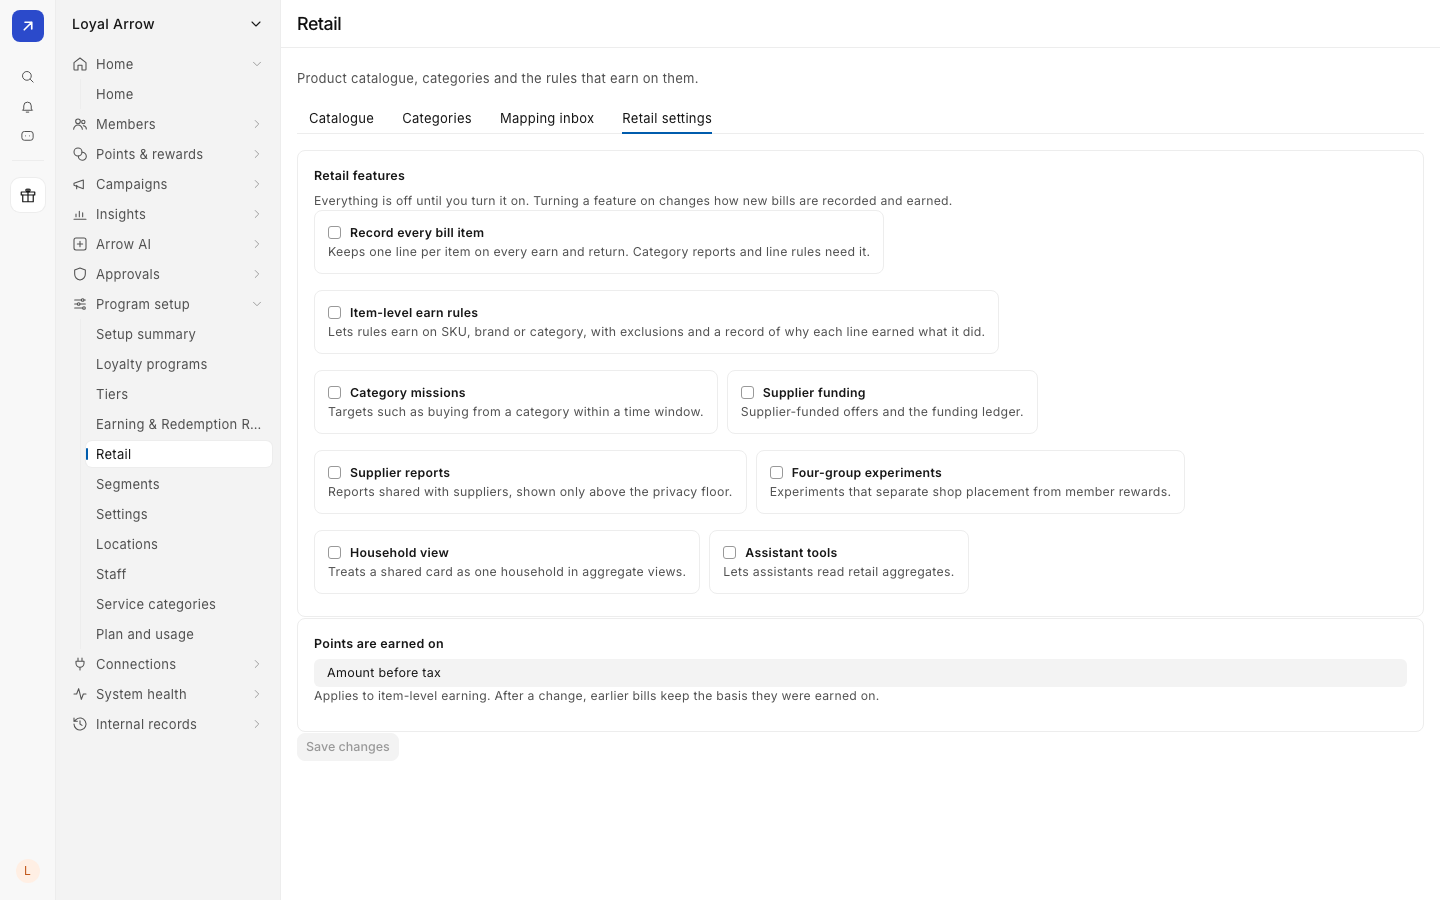 Loyal Arrow
Retail
Home
Home
Members
Points & rewards
Campaigns
Insights
Arrow AI
Approvals
Program setup
Setup summary
Loyalty programs
Tiers
Earning & Redemption R...
Retail
Segments
Settings
Locations
Staff
Service categories
Plan and usage
Connections
System health
Internal records
L
Product catalogue, categories and the rules that earn on them.
Catalogue Categories Mapping inbox Retail settings
Retail features
Everything is off until you turn it on. Turning a feature on changes how new bills are recorded and earned.
Record every bill item
Keeps one line per item on every earn and return. Category reports and line rules need it.
Item-level earn rules
Lets rules earn on SKU, brand or category, with exclusions and a record of why each line earned what it did.
Category missions
Targets such as buying from a category within a time window.
Supplier funding
Supplier-funded offers and the funding ledger.
Supplier reports
Reports shared with suppliers, shown only above the privacy floor.
Four-group experiments
Experiments that separate shop placement from member rewards.
Household view
Treats a shared card as one household in aggregate views.
Assistant tools
Lets assistants read retail aggregates.
Points are earned on
Amount before tax
Applies to item-level earning. After a change, earlier bills keep the basis they were earned on.
Save changes